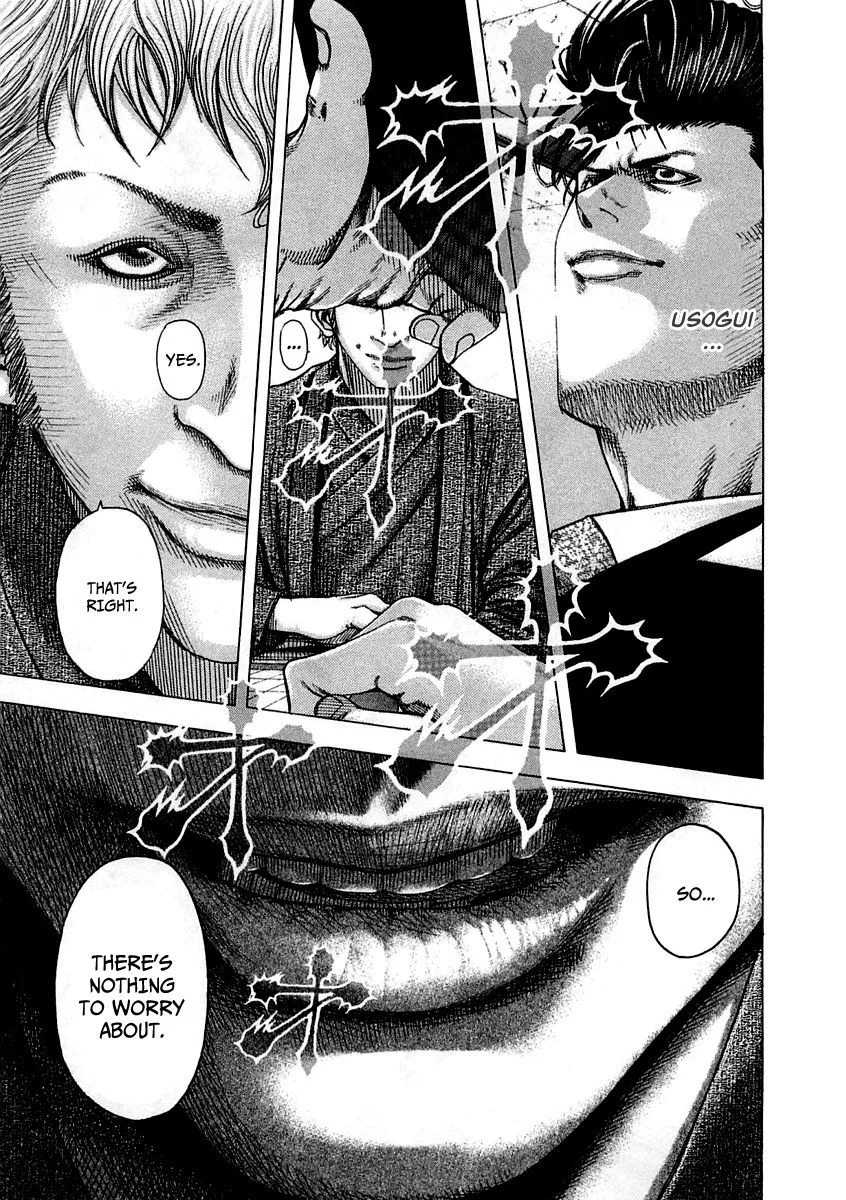 USOGUI
...
...
YES.
THAT'S
RIGHT.
SO...
THERE'S
NOTHING
TO WORRY
ABOUT.